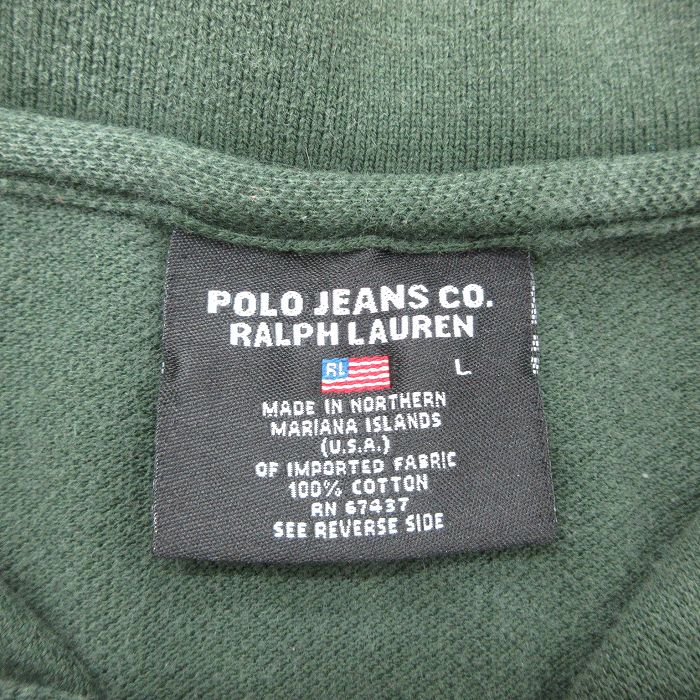 POLO JEANS CO.
RALPH LAUREN
RL L
MADE IN NORTHERN
MARIANA ISLANDS
(U.S.A.)
OF IMPORTED FABRIC
100% COTTON
RN 67437
SEE REVERSE SIDE